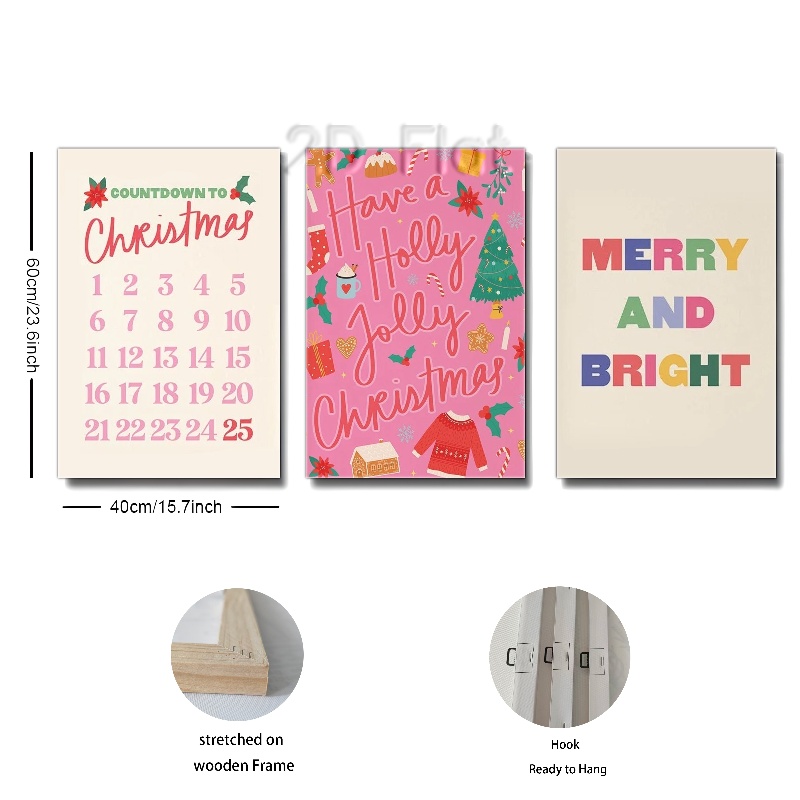 2D Flat
60cm/23.6inch
40cm/15.7inch
COUNTDOWN TO
Christmas
1 2 3 4 5
6 7 8 9 10
11 12 13 14 15
16 17 18 19 20
21 22 23 24 25
Have a
Holly
Jolly
Christmas
MERRY
AND
BRIGHT
stretched on
wooden Frame
Hook
Ready to Hang